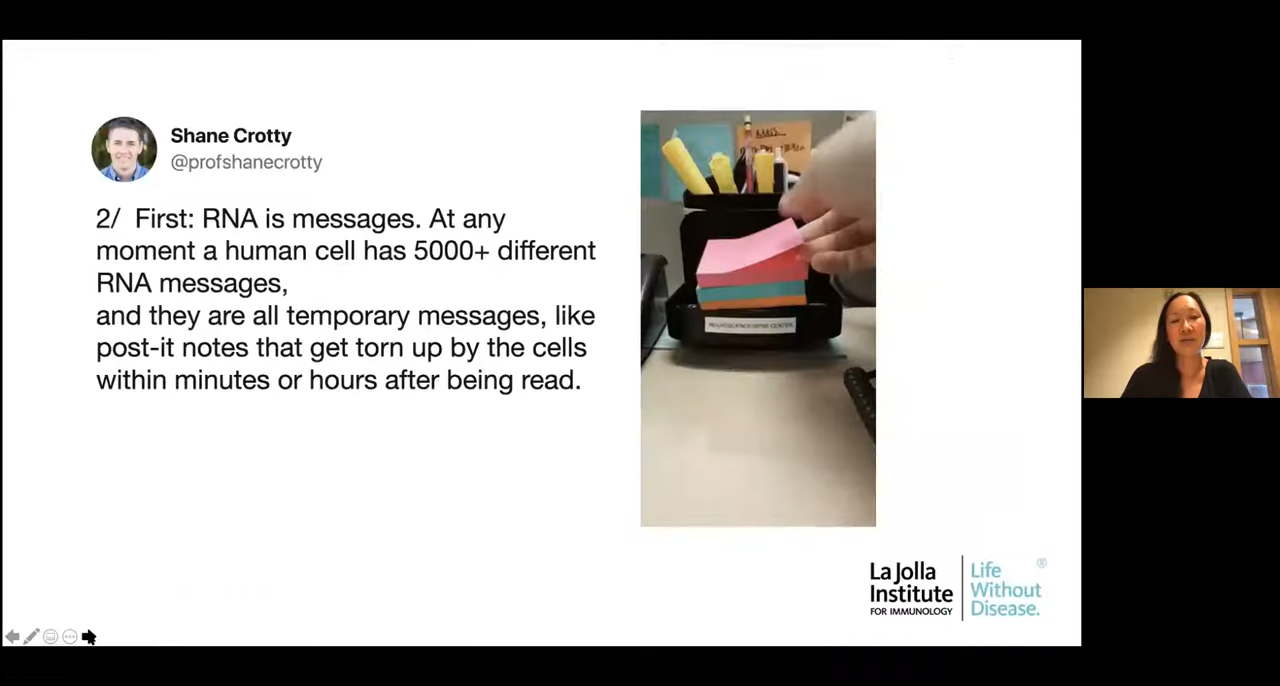 Shane Crotty
@profshanecrotty
2/ First: RNA is messages. At any
moment a human cell has 5000+ different
RNA messages,
and they are all temporary messages, like
post-it notes that get torn up by the cells
within minutes or hours after being read.
La Jolla
Institute
FOR IMMUNOLOGY
Life
Without
Disease.
®